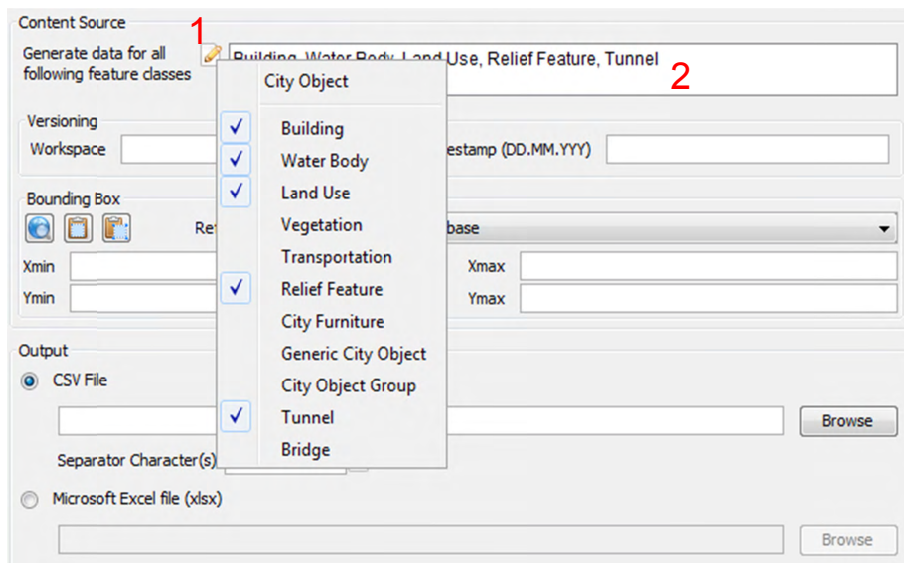 Content Source
1
Generate data for all
following feature classes
Building, Water Body, Land Use, Relief Feature, Tunnel
2
City Object
Building
Water Body
Land Use
Vegetation
Transportation
Relief Feature
City Furniture
Generic City Object
City Object Group
Tunnel
Bridge
Versioning
Workspace
estamp (DD.MM.YYY)
Bounding Box
Re
base
Xmin
Xmax
Ymin
Ymax
Output
CSV File
Browse
Separator Character(s)
Microsoft Excel file (xlsx)
Browse